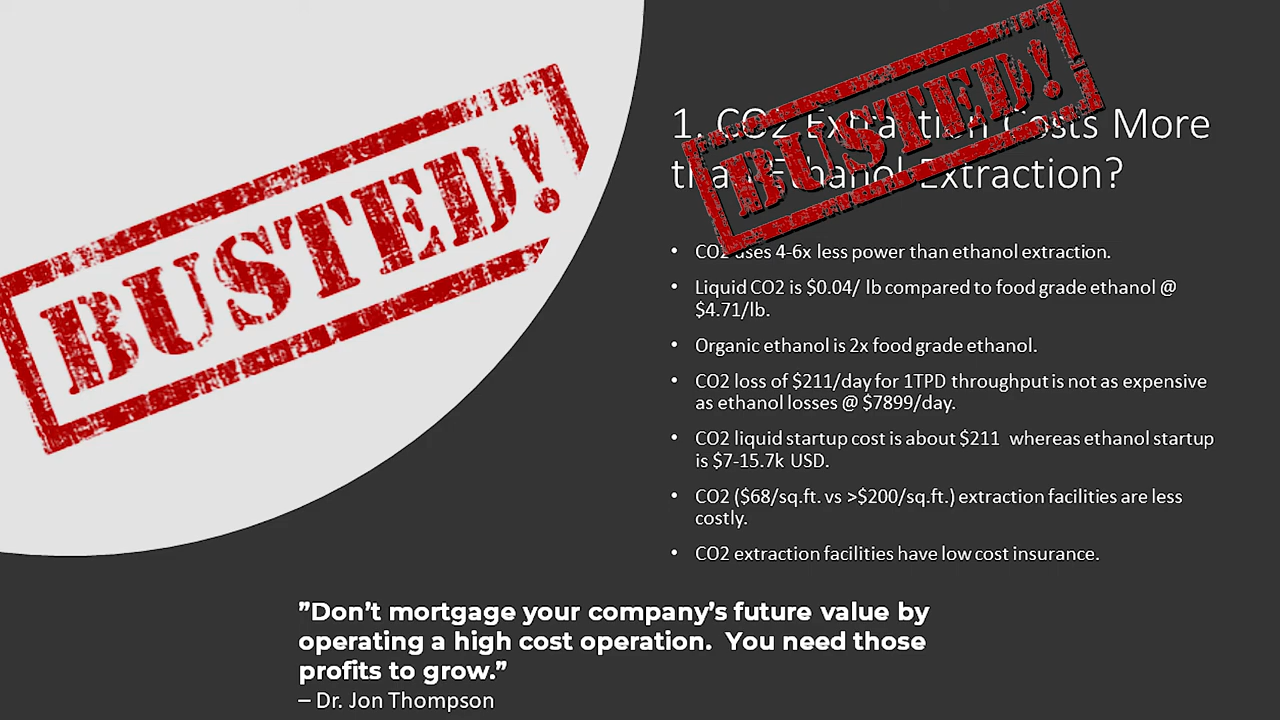 BUSTED!
BUSTED!
1. CO2 Extraction Costs More
than Ethanol Extraction?
• CO2 uses 4-6x less power than ethanol extraction.
• Liquid CO2 is $0.04/ lb compared to food grade ethanol @
$4.71/lb.
• Organic ethanol is 2x food grade ethanol.
• CO2 loss of $211/day for 1TPD throughput is not as expensive
as ethanol losses @ $7899/day.
• CO2 liquid startup cost is about $211 whereas ethanol startup
is $7-15.7k USD.
• CO2 ($68/sq.ft. vs >$200/sq.ft.) extraction facilities are less
costly.
• CO2 extraction facilities have low cost insurance.
”Don’t mortgage your company’s future value by
operating a high cost operation. You need those
profits to grow.”
– Dr. Jon Thompson